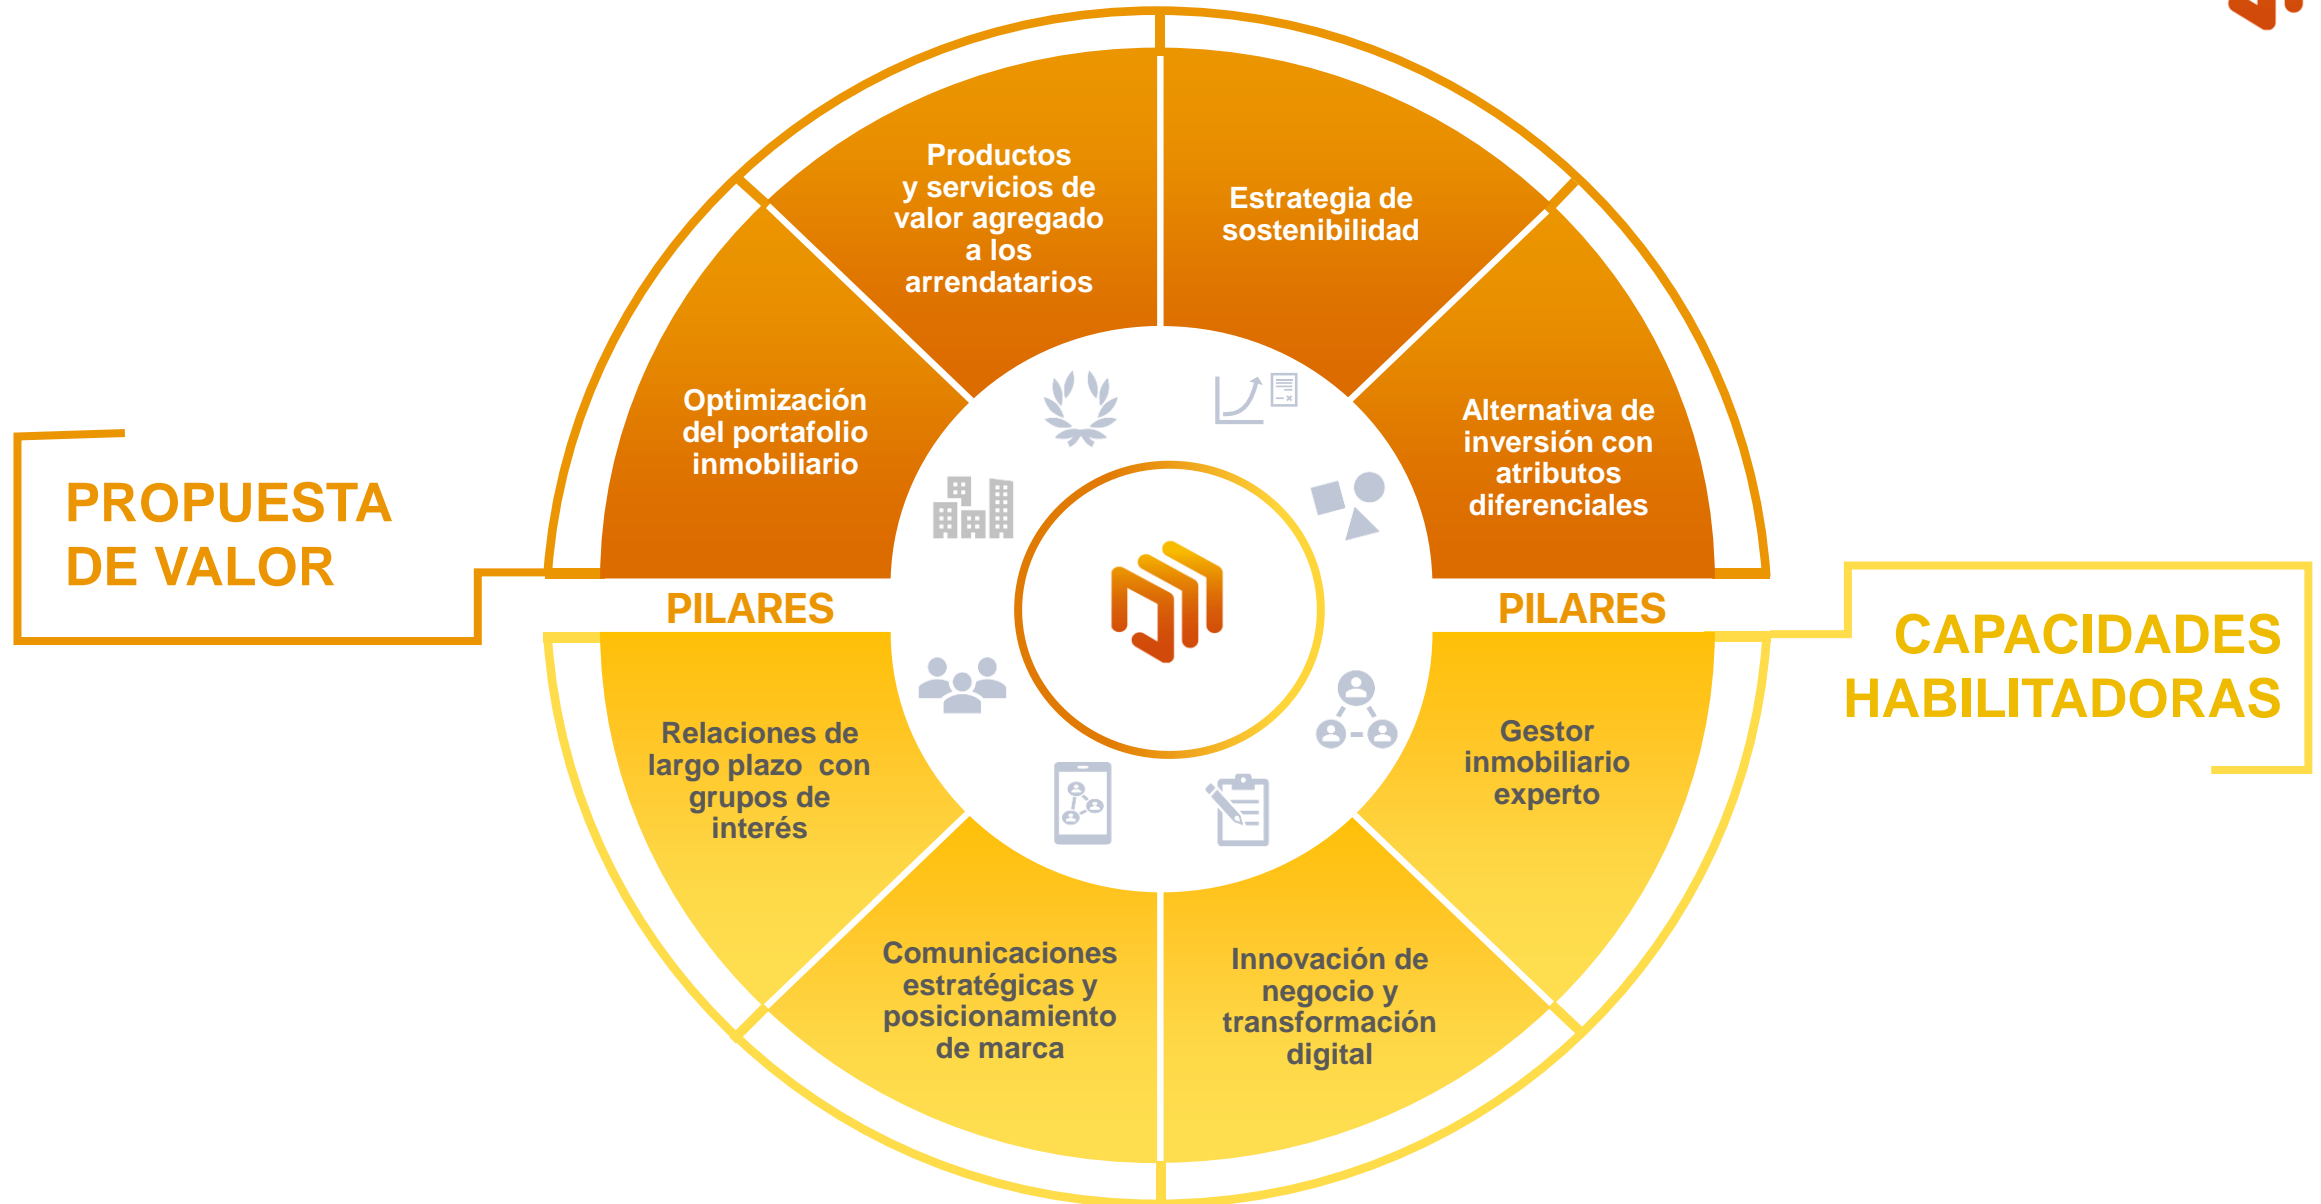 Productos
y servicios de
valor agregado
a los
arrendatarios
Estrategia de
sostenibilidad
Optimización
del portafolio
inmobiliario
Alternativa de
inversión con
atributos
diferenciales
PROPUESTA
DE VALOR
PILARES
PILARES
CAPACIDADES
HABILITADORAS
Relaciones de
largo plazo con
grupos de
interés
Gestor
inmobiliario
experto
Comunicaciones
estratégicas y
posicionamiento
de marca
Innovación de
negocio y
transformación
digital